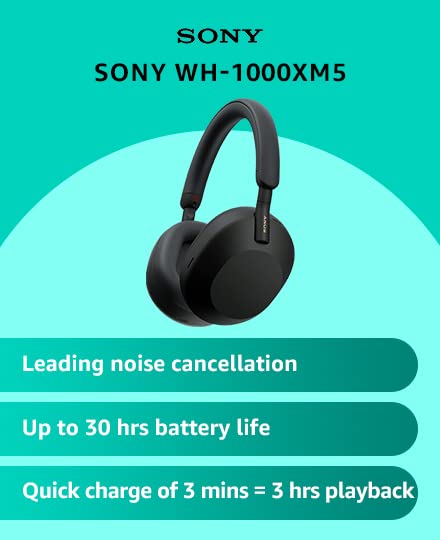 SONY
SONY WH-1000XM5
SONY
Leading noise cancellation
Up to 30 hrs battery life
Quick charge of 3 mins = 3 hrs playback